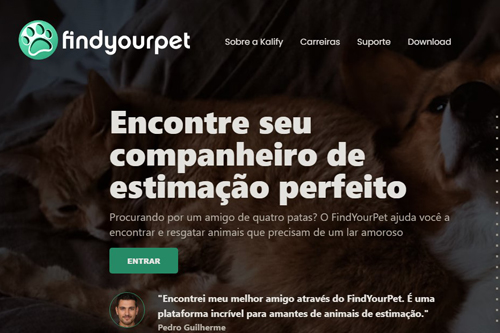 findyourpet
Sobre a Kalify Carreiras Suporte Download
Encontre seu
companheiro de
estimação perfeito
Procurando por um amigo de quatro patas? O FindYourPet ajuda você a
encontrar e resgatar animais que precisam de um lar amoroso
ENTRAR
"Encontrei meu melhor amigo através do FindYourPet. É uma
plataforma incrível para amantes de animais de estimação."
Pedro Guilherme